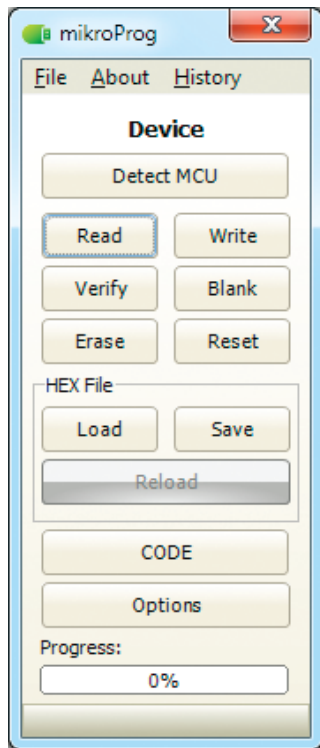 mikroProg
File About History
Device
Detect MCU
Read Write
Verify Blank
Erase Reset
HEX File
Load Save
Reload
CODE
Options
Progress:
0%